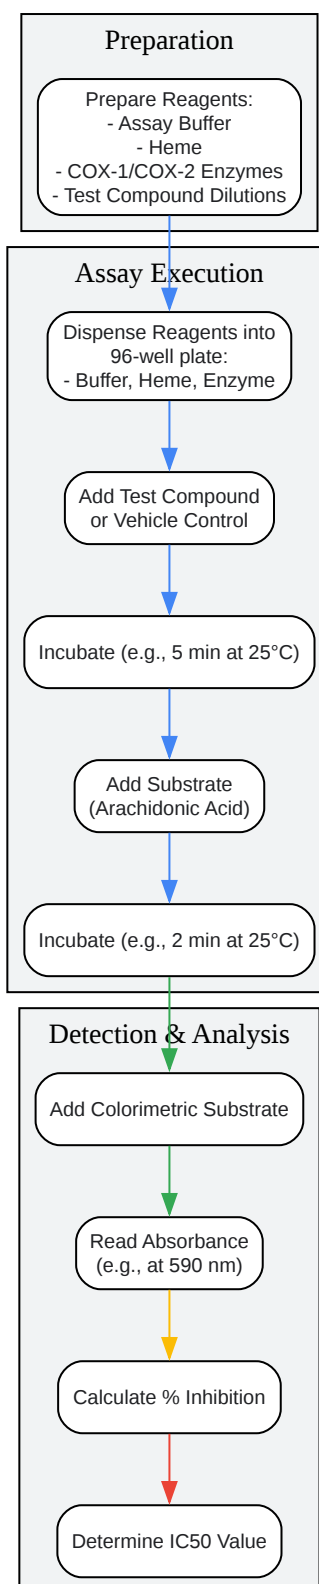 Preparation
Prepare Reagents:
- Assay Buffer
- Heme
- COX-1/COX-2 Enzymes
- Test Compound Dilutions
Assay Execution
Dispense Reagents into
96-well plate:
- Buffer, Heme, Enzyme
Add Test Compound
or Vehicle Control
Incubate (e.g., 5 min at 25°C)
Add Substrate
(Arachidonic Acid)
Incubate (e.g., 2 min at 25°C)
Detection & Analysis
Add Colorimetric Substrate
Read Absorbance
(e.g., at 590 nm)
Calculate % Inhibition
Determine IC50 Value